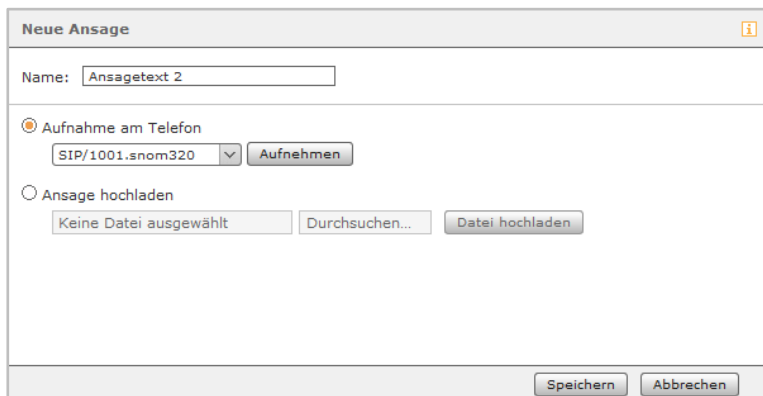 Neue Ansage
Name: Ansagetext 2
Aufnahme am Telefon
SIP/1001.snom320 Aufnehmen
Ansage hochladen
Keine Datei ausgewählt Durchsuchen... Datei hochladen
Speichern Abbrechen